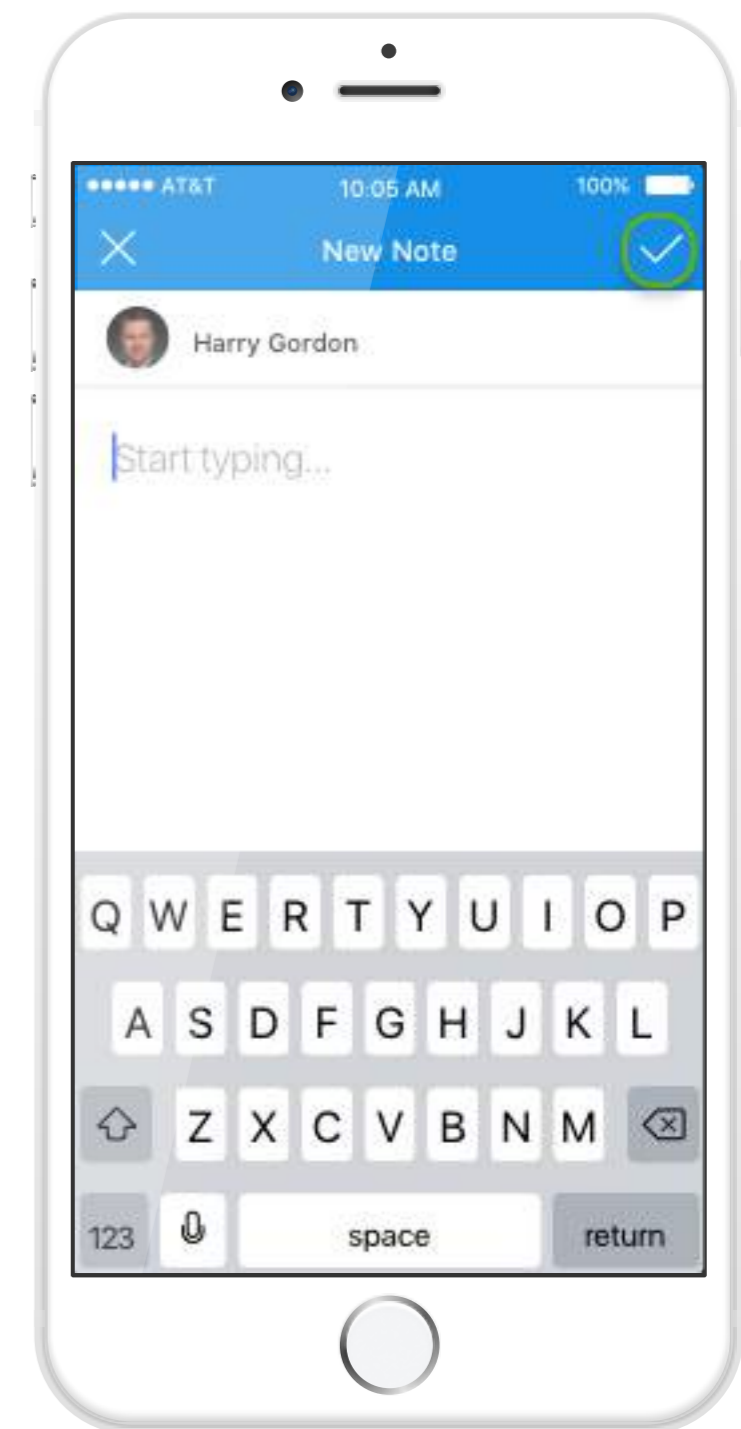 AT&T 10:05 AM 100%
New Note
Harry Gordon
Start typing...
Q W E R T Y U I O P
A S D F G H J K L
Z X C V B N M
123 space return